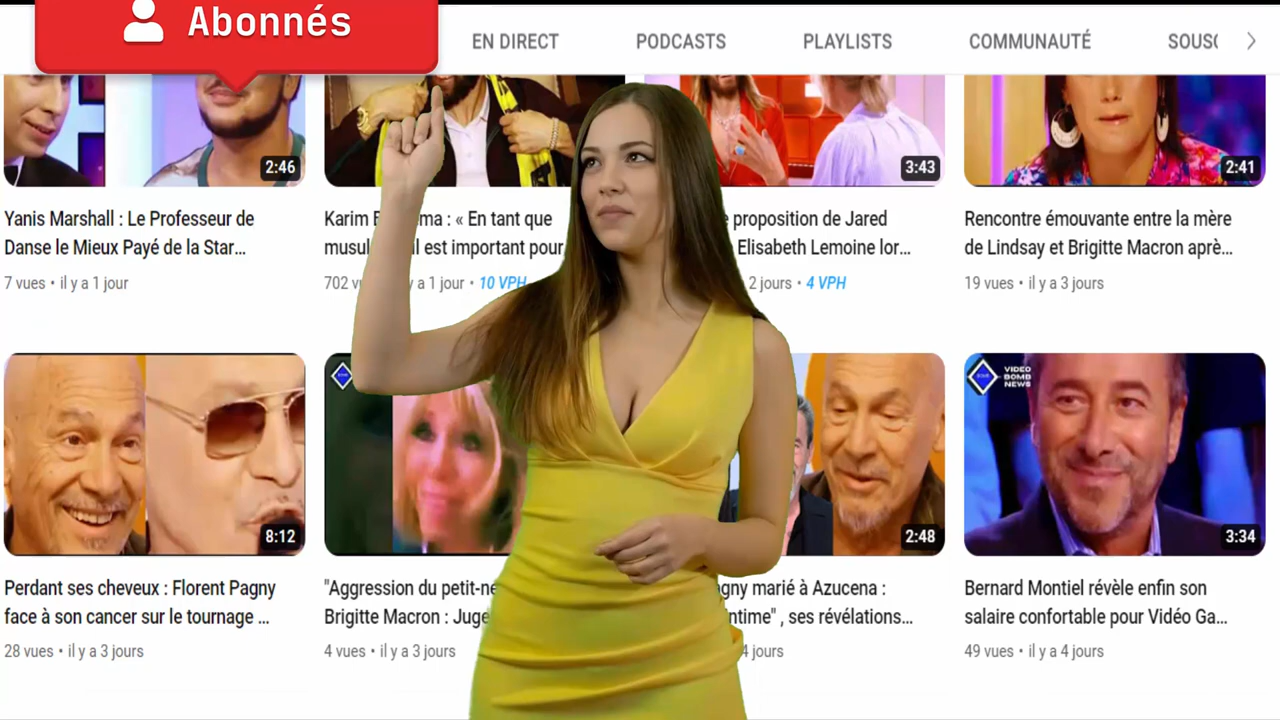 Abonnés
EN DIRECT PODCASTS PLAYLISTS COMMUNAUTÉ
2:46
3:43
2:41
Yanis Marshall : Le Professeur de
Danse le Mieux Payé de la Star...
7 vues • il y a 1 jour
Karim : « En tant que
il est important pour
702 a 1 jour • 10 VPH
proposition de Jared
Elisabeth Lemoine lor...
2 jours • 4 VPH
Rencontre émouvante entre la mère
de Lindsay et Brigitte Macron aprè...
19 vues • il y a 3 jours
VIDEO
BOMB
NEWS
8:12
2:48
3:34
Perdant ses cheveux : Florent Pagny
face à son cancer sur le tournage ...
28 vues • il y a 3 jours
"Aggression du petit-ne
Brigitte Macron : Juge
4 vues • il y a 3 jours
gny marié à Azucena :
ntime" , ses révélations...
4 jours
Bernard Montiel révèle enfin son
salaire confortable pour Vidéo Ga...
49 vues • il y a 4 jours